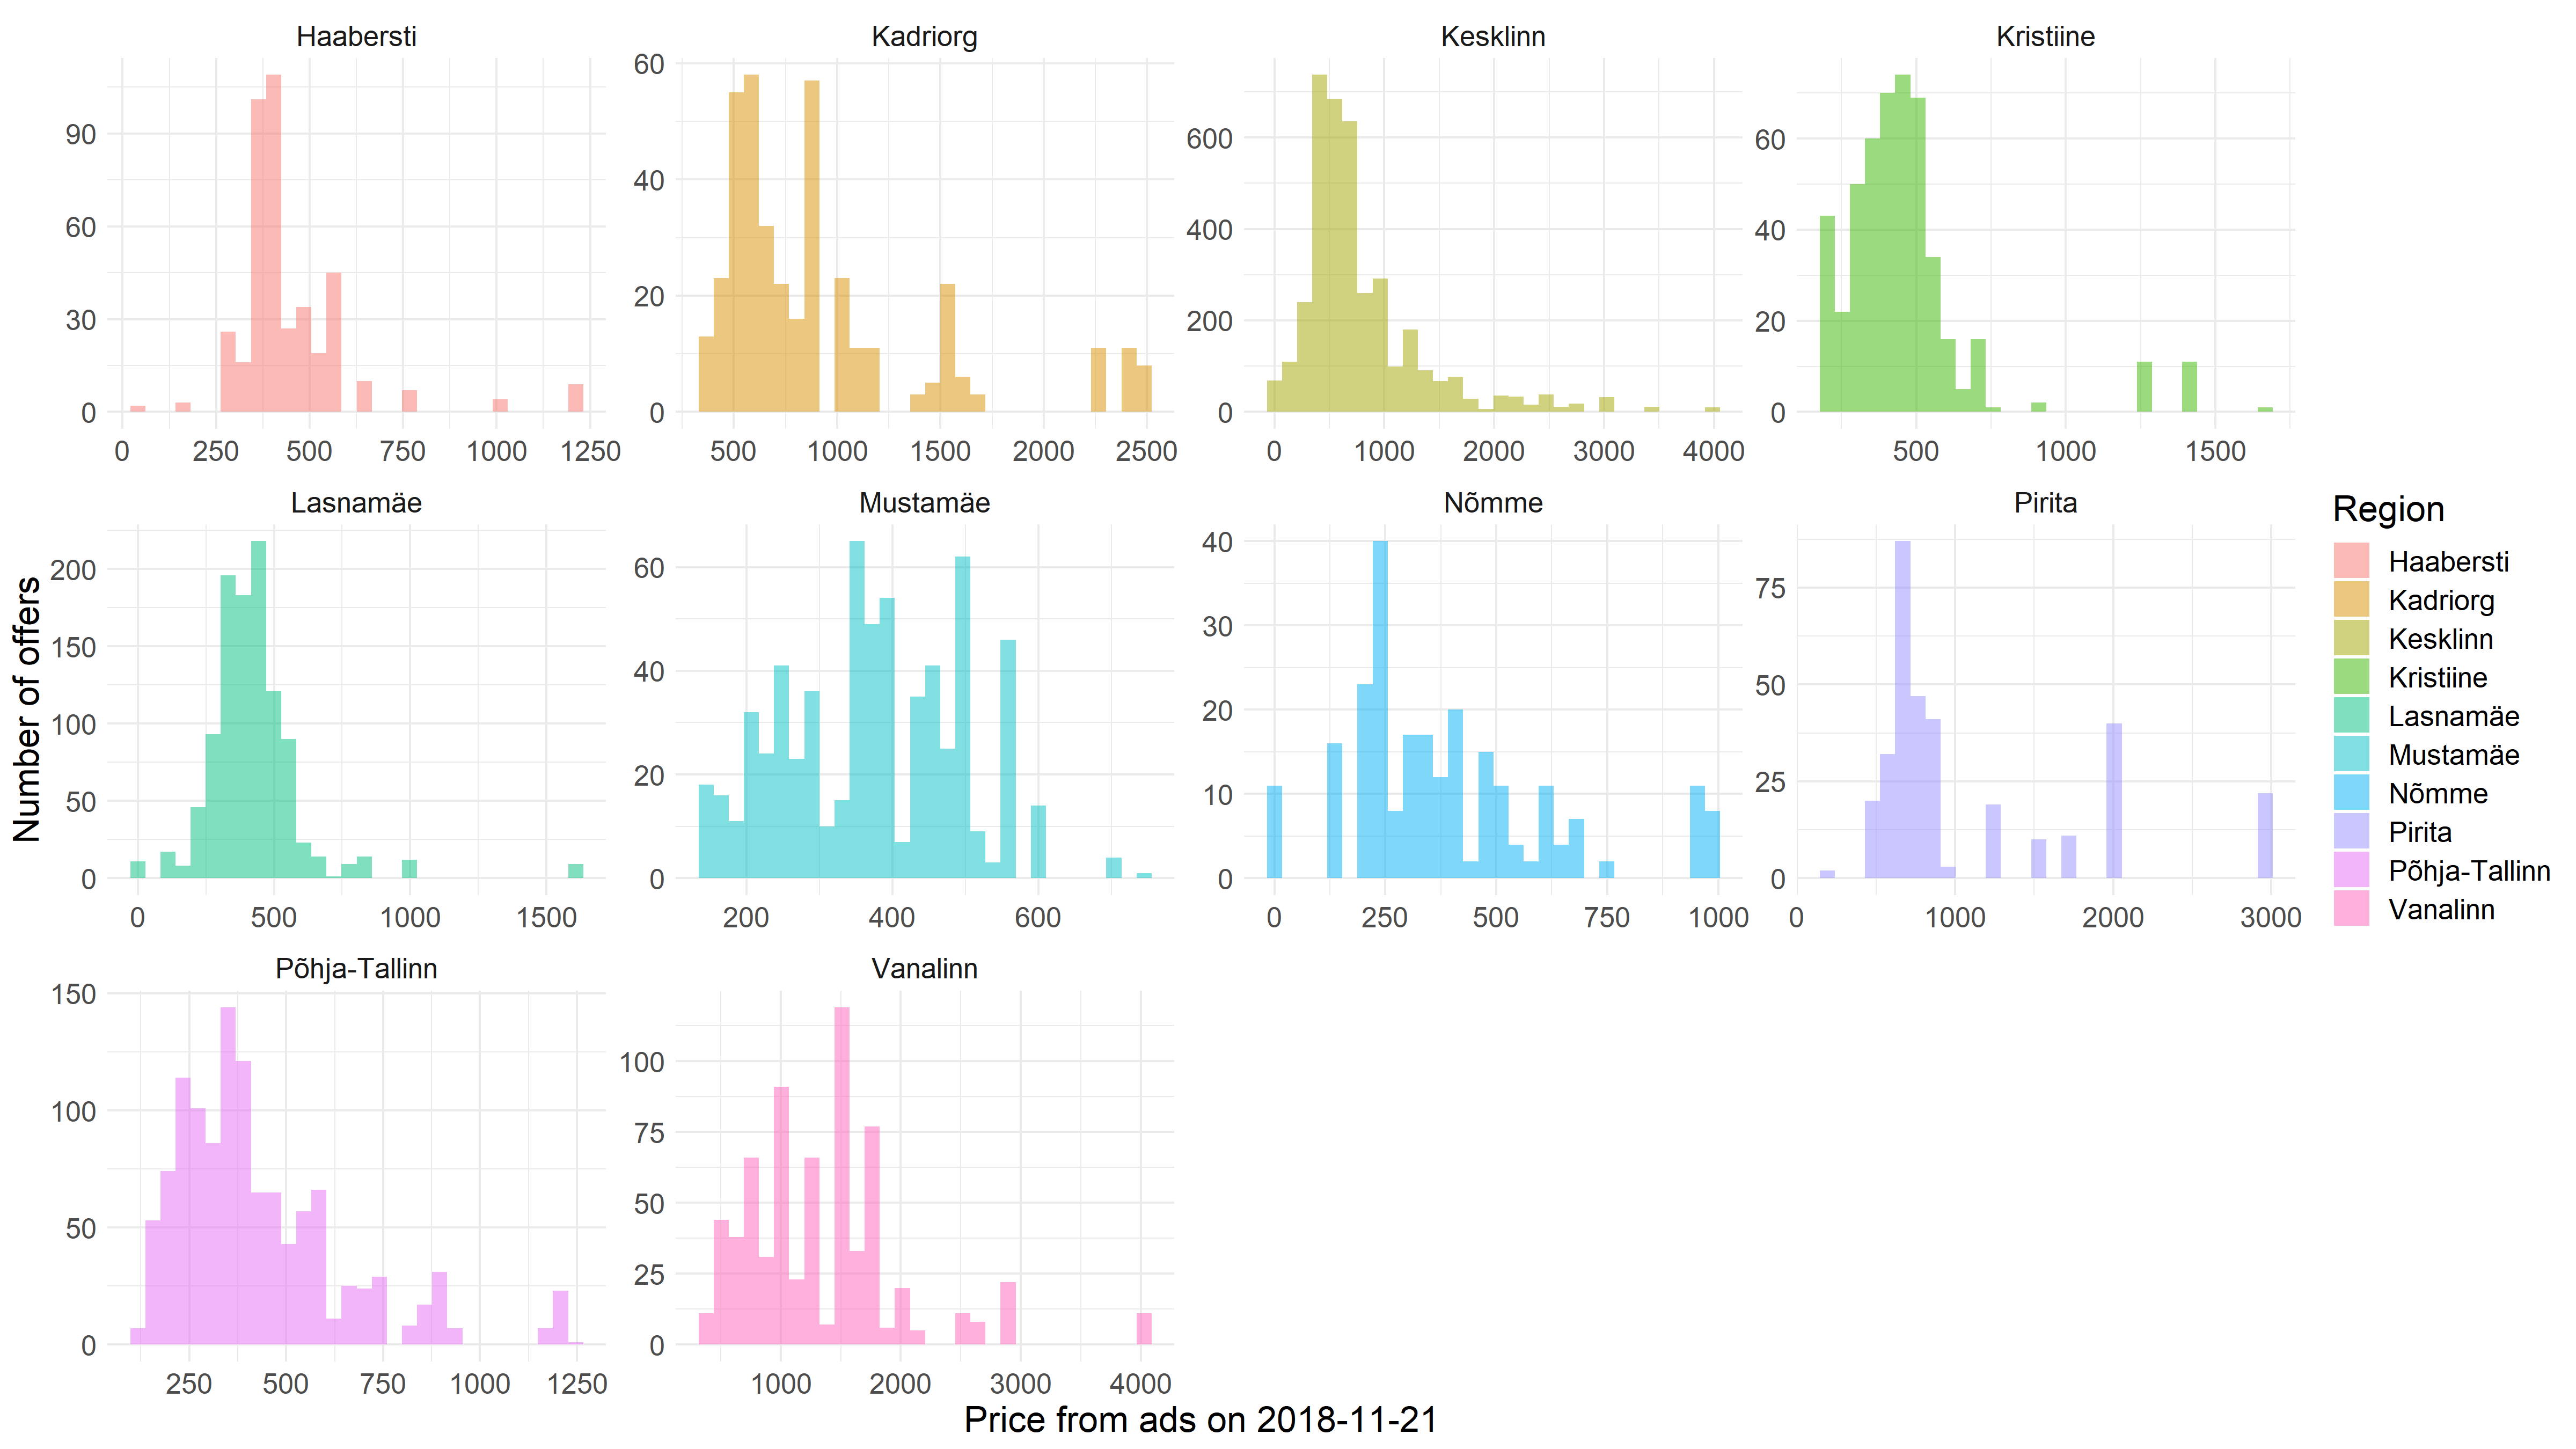 Haabersti
Kadriorg
Kesklinn
Kristiine
90
60
30
0
0 250 500 750 1000 1250
60
40
20
0
500 1000 1500 2000 2500
600
400
200
0
0 1000 2000 3000 4000
60
40
20
0
500 1000 1500
Lasnamäe
Mustamäe
Nõmme
Pirita
200
150
100
50
0
0 500 1000 1500
60
40
20
0
200 400 600
40
30
20
10
0
0 250 500 750 1000
75
50
25
0
0 1000 2000 3000
Põhja-Tallinn
Vanalinn
150
100
50
0
250 500 750 1000 1250
100
75
50
25
0
1000 2000 3000 4000
Number of offers
Price from ads on 2018-11-21
Region
Haabersti
Kadriorg
Kesklinn
Kristiine
Lasnamäe
Mustamäe
Nõmme
Pirita
Põhja-Tallinn
Vanalinn